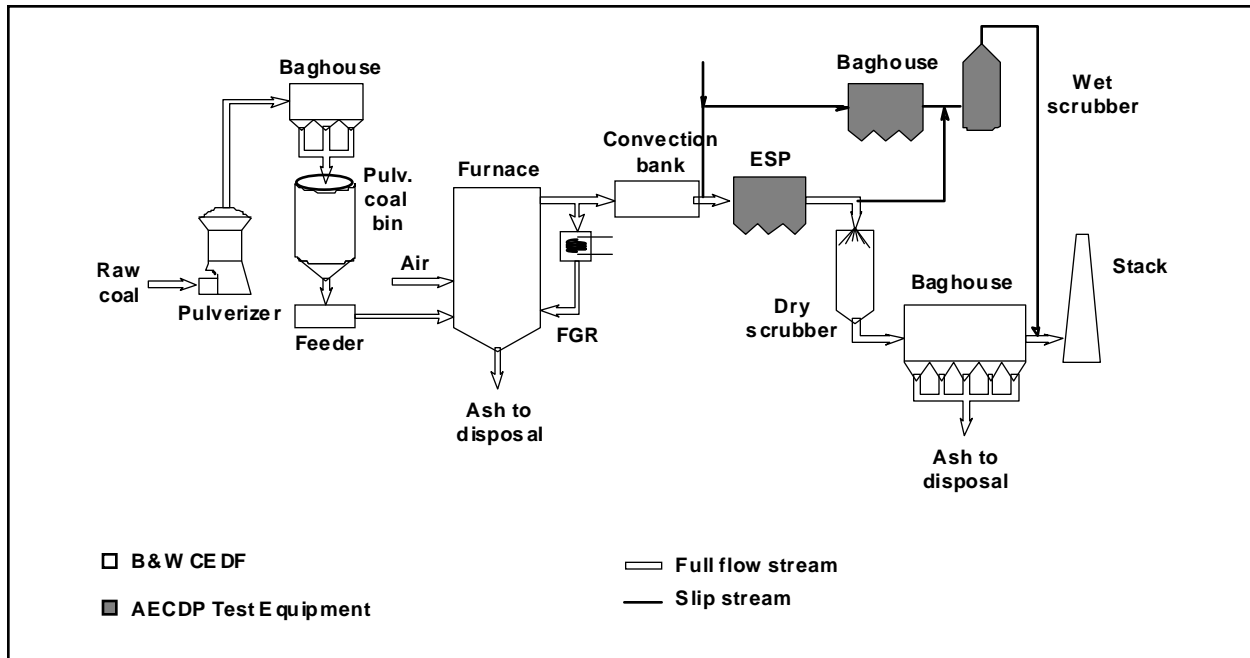 Baghouse
Pulv.
coal
bin
Raw
coal
Pulverizer
Feeder
Furnace
Air
FGR
Ash to
disposal
Convection
bank
ESP
Baghouse
Wet
scrubber
Dry
scrubber
Baghouse
Stack
Ash to
disposal
B&W CEDF
AECDP Test Equipment
Full flow stream
Slip stream